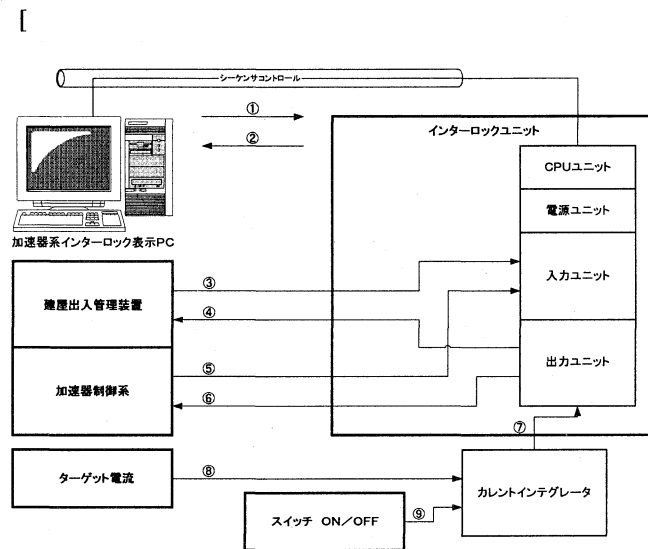 [
シーケンサコントロール
①
②
インターロックユニット
CPUユニット
電源ユニット
入力ユニット
出力ユニット
加速器系インターロック表示PC
建屋出入管理装置
③
④
加速器制御系
⑤
⑥
⑦
ターゲット電流
⑧
カレントインテグレータ
スイッチ ON/OFF
⑨